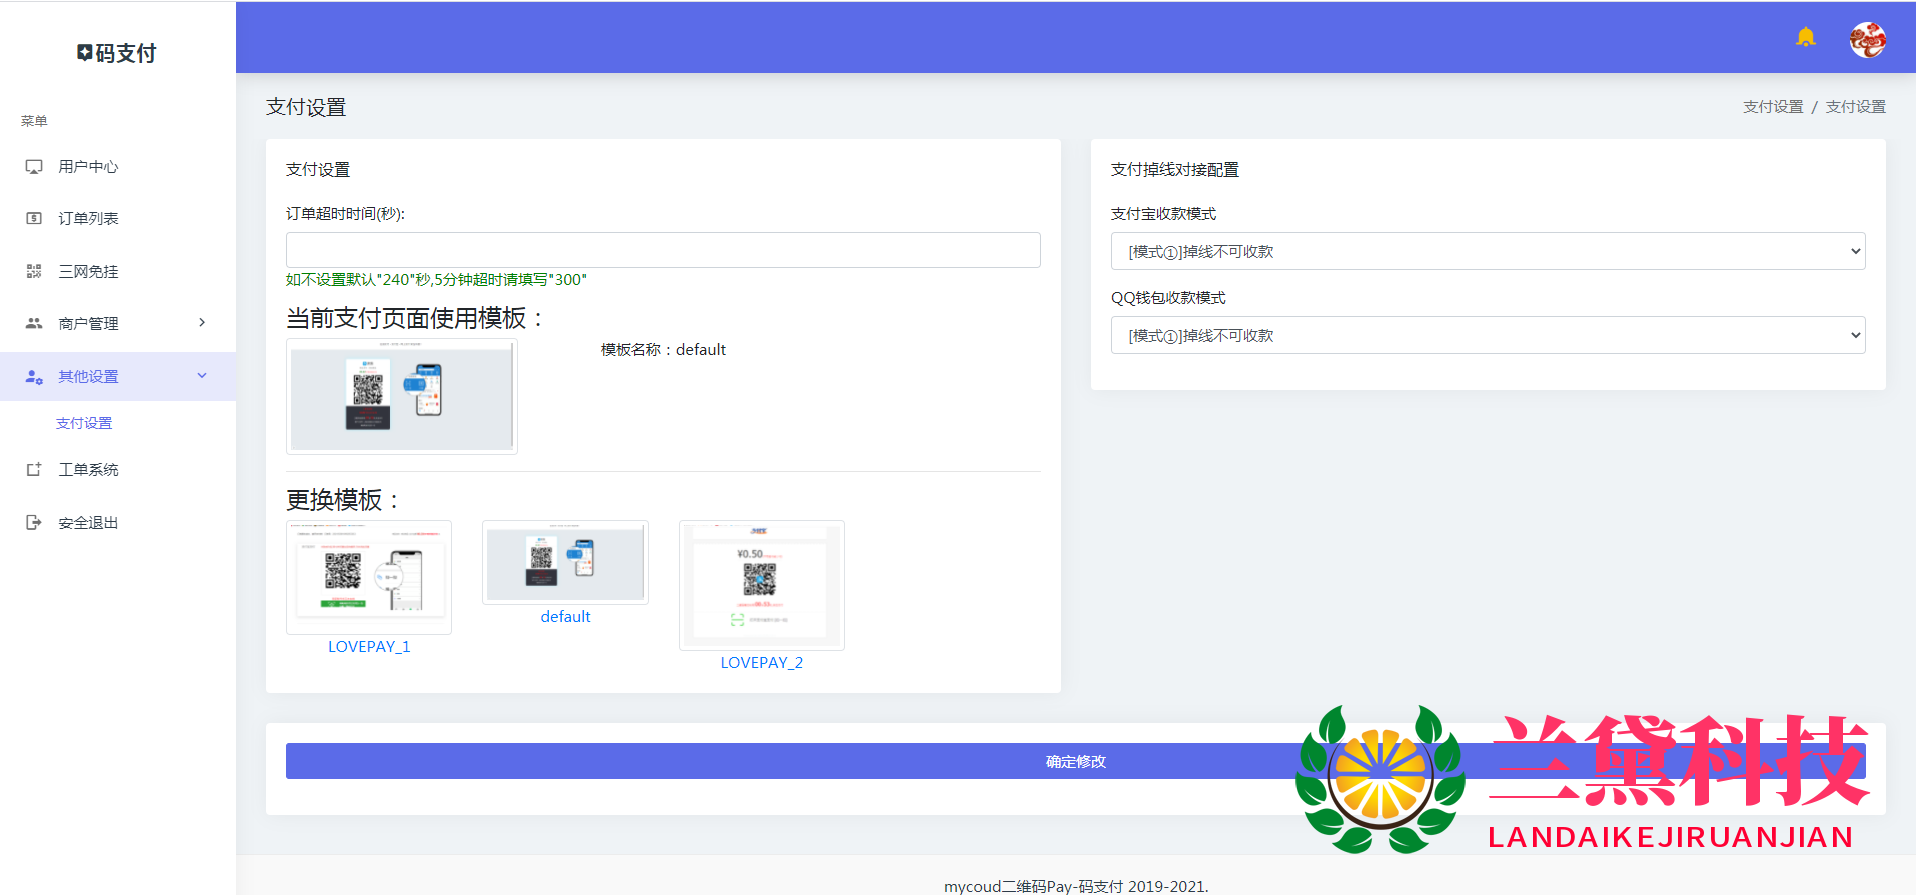 码支付
菜单
用户中心
订单列表
三网免挂
商户管理
其他设置
支付设置
工单系统
安全退出
支付设置
支付设置 / 支付设置
支付设置
订单超时时间(秒):
如不设置默认"240"秒,5分钟超时请填写"300"
当前支付页面使用模板：
模板名称：default
更换模板：
LOVEPAY_1
default
¥0.50
LOVEPAY_2
支付掉线对接配置
支付宝收款模式
[模式①]掉线不可收款
QQ钱包收款模式
[模式①]掉线不可收款
确定修改
兰黛科技
LANDAIKEJIRUANJIAN
mycoud二维码Pay-码支付 2019-2021.